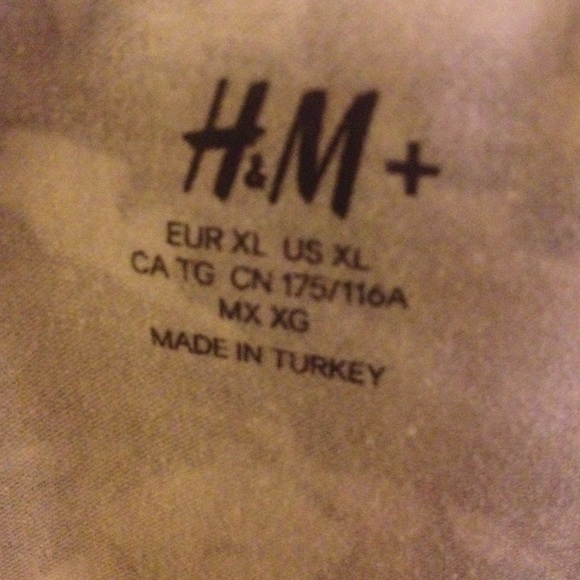 H&M+
EUR XL US XL
CA TG CN 175/116A
MX XG
MADE IN TURKEY